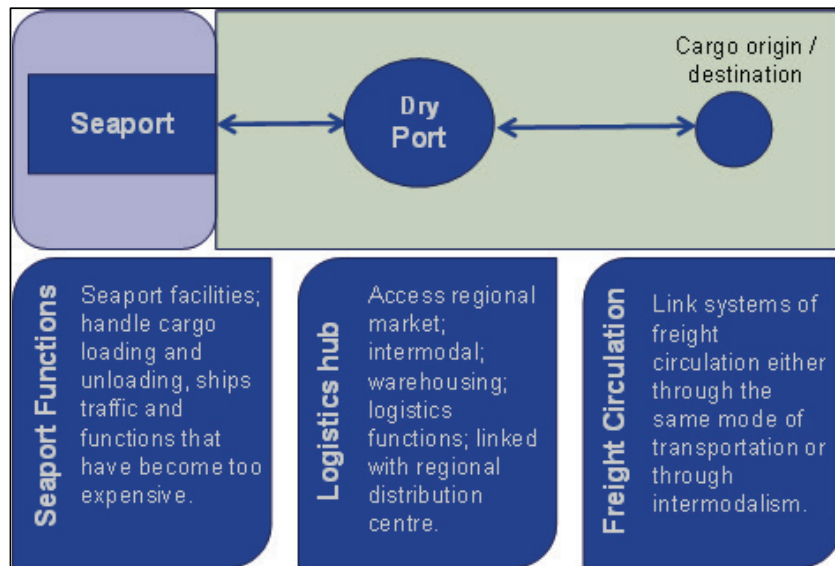 Seaport
Dry
Port
Cargo origin /
destination
Seaport Functions
Seaport facilities;
handle cargo
loading and
unloading, ships
traffic and
functions that
have become too
expensive.
Logistics hub
Access regional
market;
intermodal;
warehousing;
logistics
functions; linked
with regional
distribution
centre.
Freight Circulation
Link systems of
freight
circulation either
through the
same mode of
transportation or
through
intermodalism.